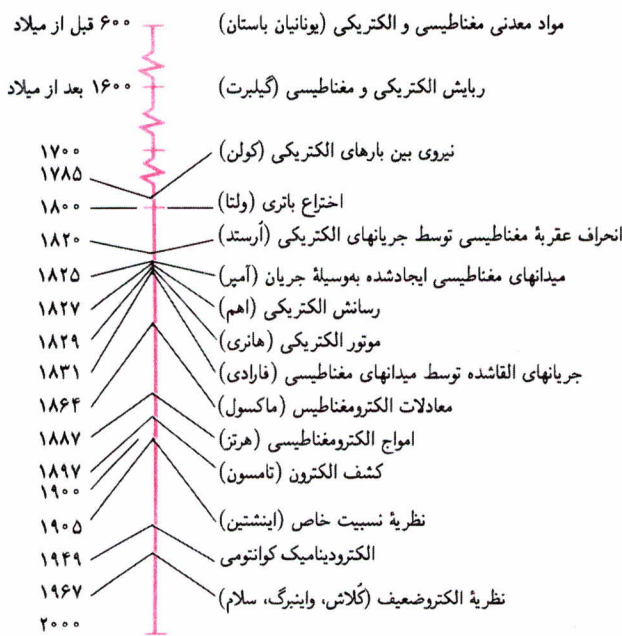 مواد معدنی مغناطیسی و الکتریکی (یونانیان باستان) ۶۰۰ قبل از میلاد
ربایش الکتریکی و مغناطیسی (گیلبرت) ۱۶۰۰ بعد از میلاد
۱۷۰۰
نیروی بین بارهای الکتریکی (کولن) ۱۷۸۵
اختراع باتری (ولتا) ۱۸۰۰
انحراف عقربهٔ مغناطیسی توسط جریانهای الکتریکی (اُرستد) ۱۸۲۰
میدانهای مغناطیسی ایجادشده به‌وسیلهٔ جریان (آمپر) ۱۸۲۵
رسانش الکتریکی (اهم) ۱۸۲۷
موتور الکتریکی (هانری) ۱۸۲۹
جریانهای القاشده توسط میدانهای مغناطیسی (فارادی) ۱۸۳۱
معادلات الکترومغناطیس (ماکسول) ۱۸۶۴
امواج الکترومغناطیسی (هرتز) ۱۸۸۷
کشف الکترون (تامسون) ۱۸۹۷
۱۹۰۰
نظریهٔ نسبیت خاص (اینشتین) ۱۹۰۵
الکترودینامیک کوانتومی ۱۹۴۹
نظریهٔ الکتروضعیف (گلاش، واینبرگ، سلام) ۱۹۶۷
۲۰۰۰